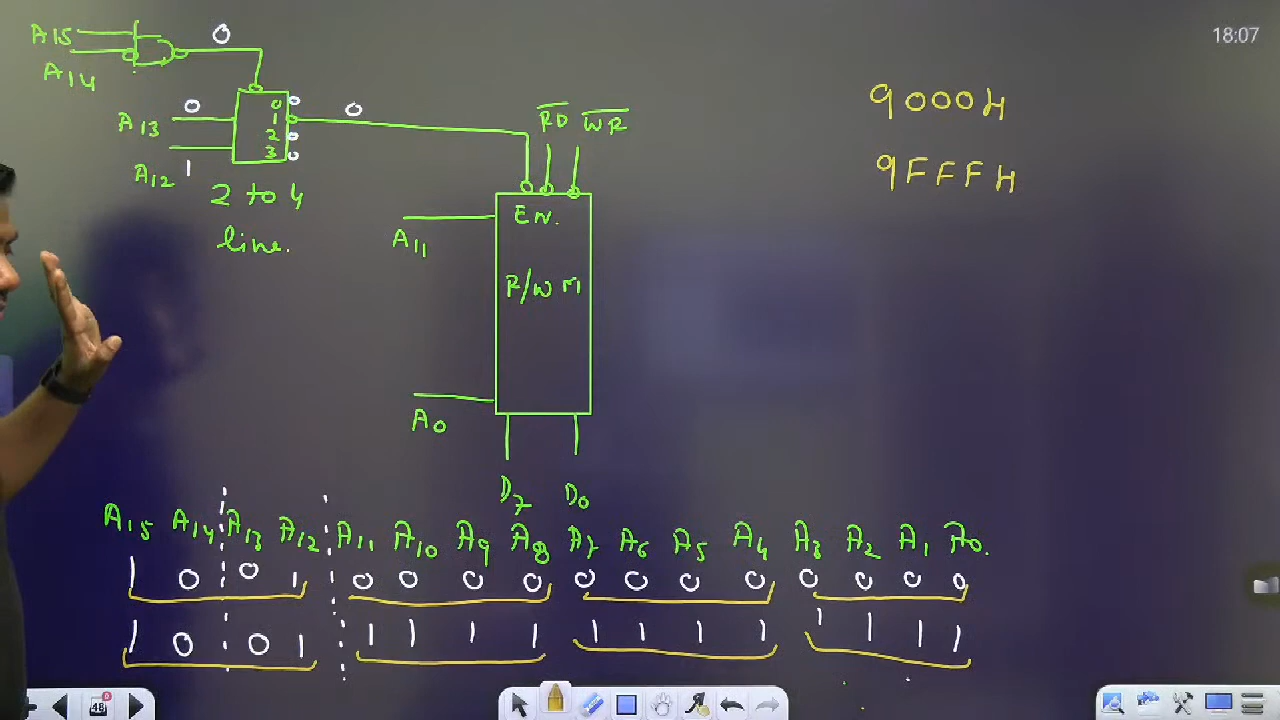 18:07
A15
A14
0
0
A13
A12
1
0
1
2
3
0
2 to 4
line.
RD WR
EN.
R/W M
A11
A0
D7 D0
9000H
9FFFH
A15 A14 A13 A12 A11 A10 A9 A8 A7 A6 A5 A4 A3 A2 A1 A0.
1 0 0 1 0 0 0 0 0 0 0 0 0 0 0 0
1 0 0 1 1 1 1 1 1 1 1 1 1 1 1 1